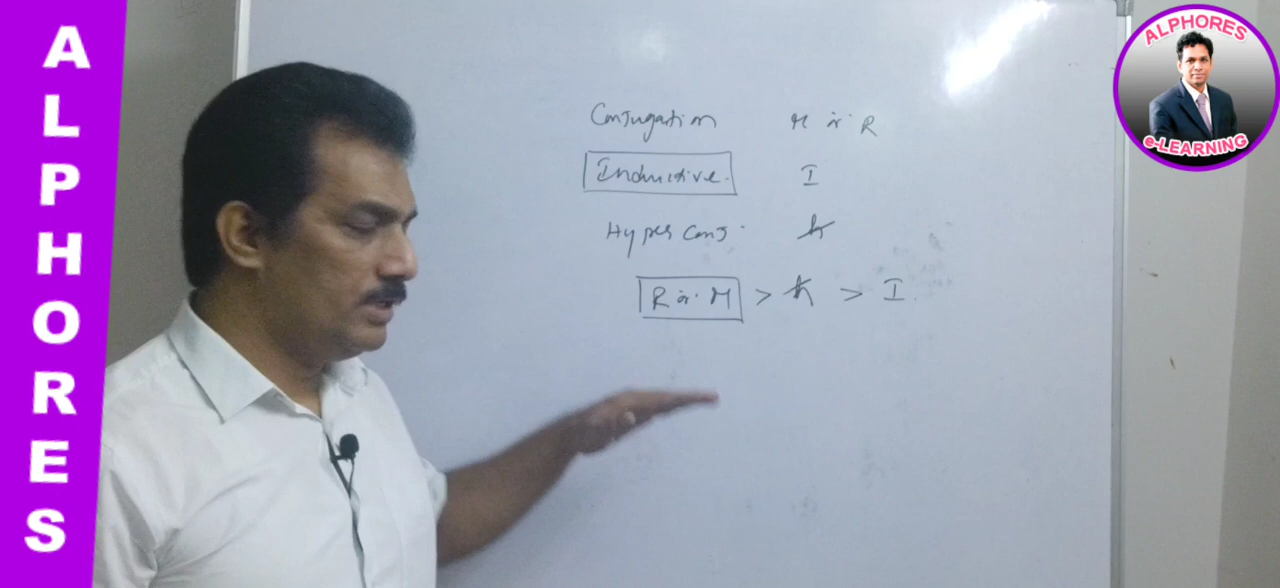 ALPHORES
ALPHORES
e-LEARNING
Conjugation M or R
Inductive. I
Hyper Conj. H
R or M > H > I.